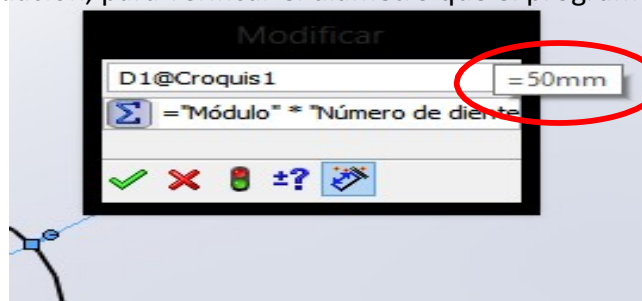 Modificar
D1@Croquis1
=50mm
="Módulo" * "Número de diente
±?